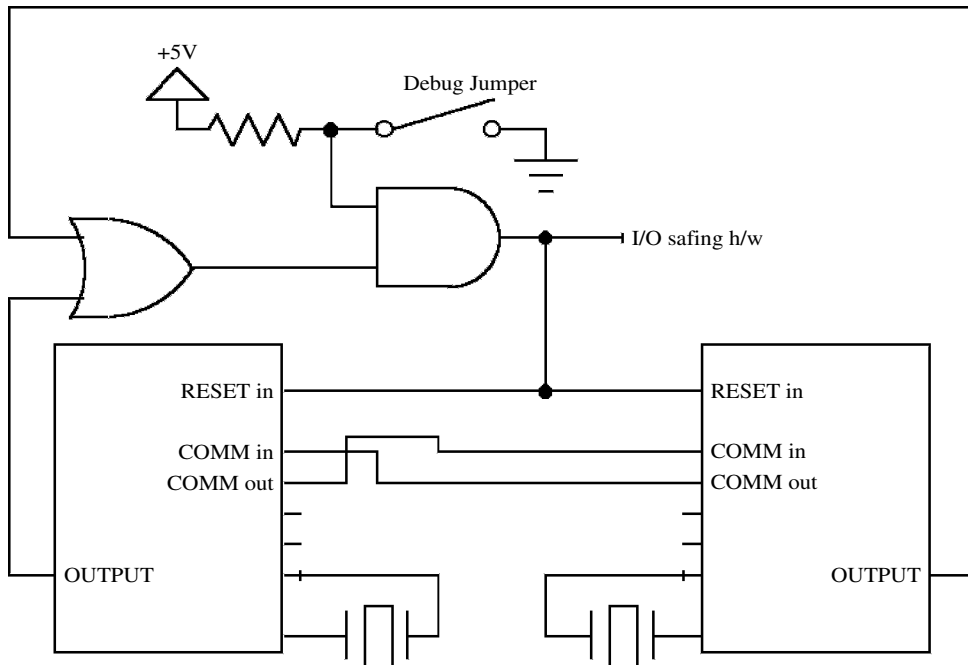 +5V
Debug Jumper
I/O safing h/w
RESET in
RESET in
COMM in
COMM in
COMM out
COMM out
OUTPUT
OUTPUT